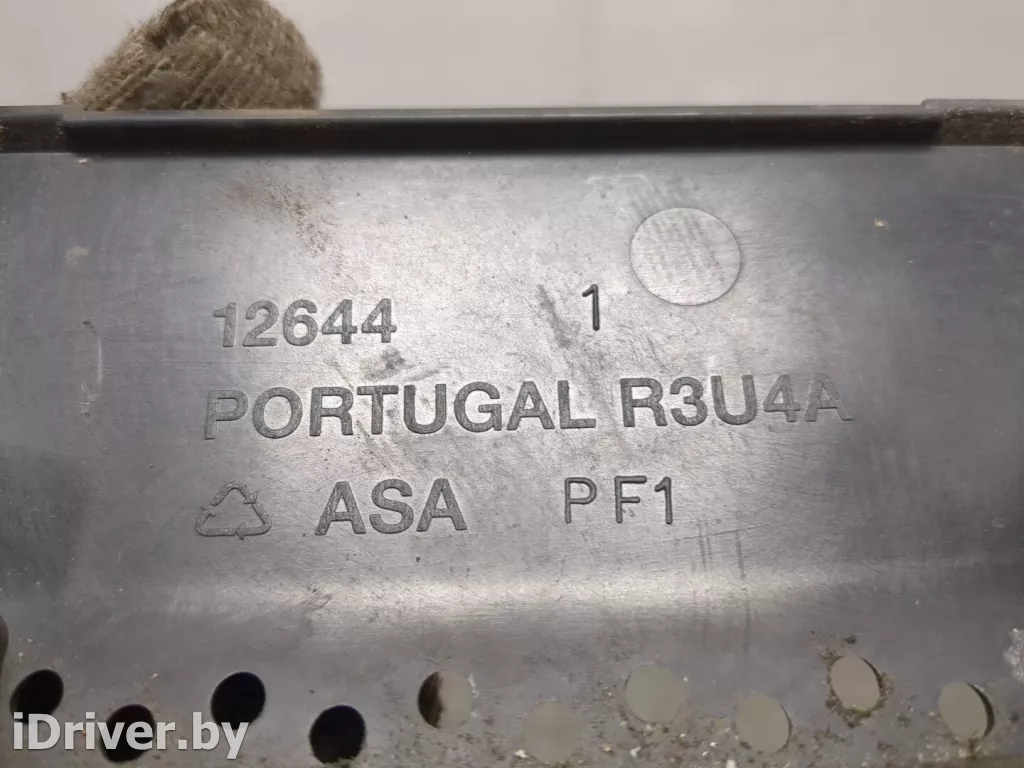 12644 1
PORTUGAL R3U4A
ASA PF1
iDriver.by